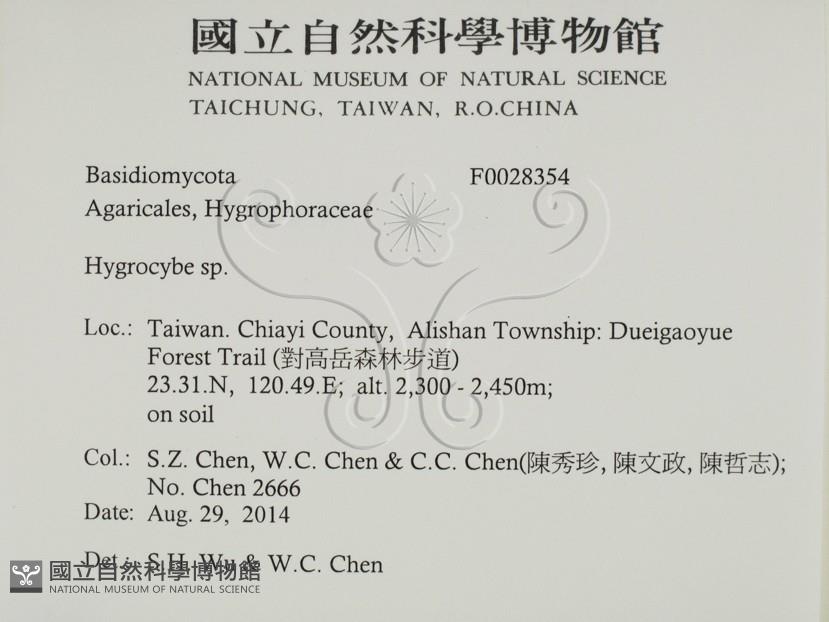 國立自然科學博物館
NATIONAL MUSEUM OF NATURAL SCIENCE
TAICHUNG, TAIWAN, R.O.CHINA
Basidiomycota F0028354
Agaricales, Hygrophoraceae
Hygrocybe sp.
Loc.: Taiwan. Chiayi County, Alishan Township: Dueigaoyue
Forest Trail (對高岳森林步道)
23.31.N, 120.49.E; alt. 2,300 - 2,450m;
on soil
Col.: S.Z. Chen, W.C. Chen & C.C. Chen(陳秀珍, 陳文政, 陳哲志);
No. Chen 2666
Date: Aug. 29, 2014
Det.: S.H. Wu & W.C. Chen
國立自然科學博物館
NATIONAL MUSEUM OF NATURAL SCIENCE